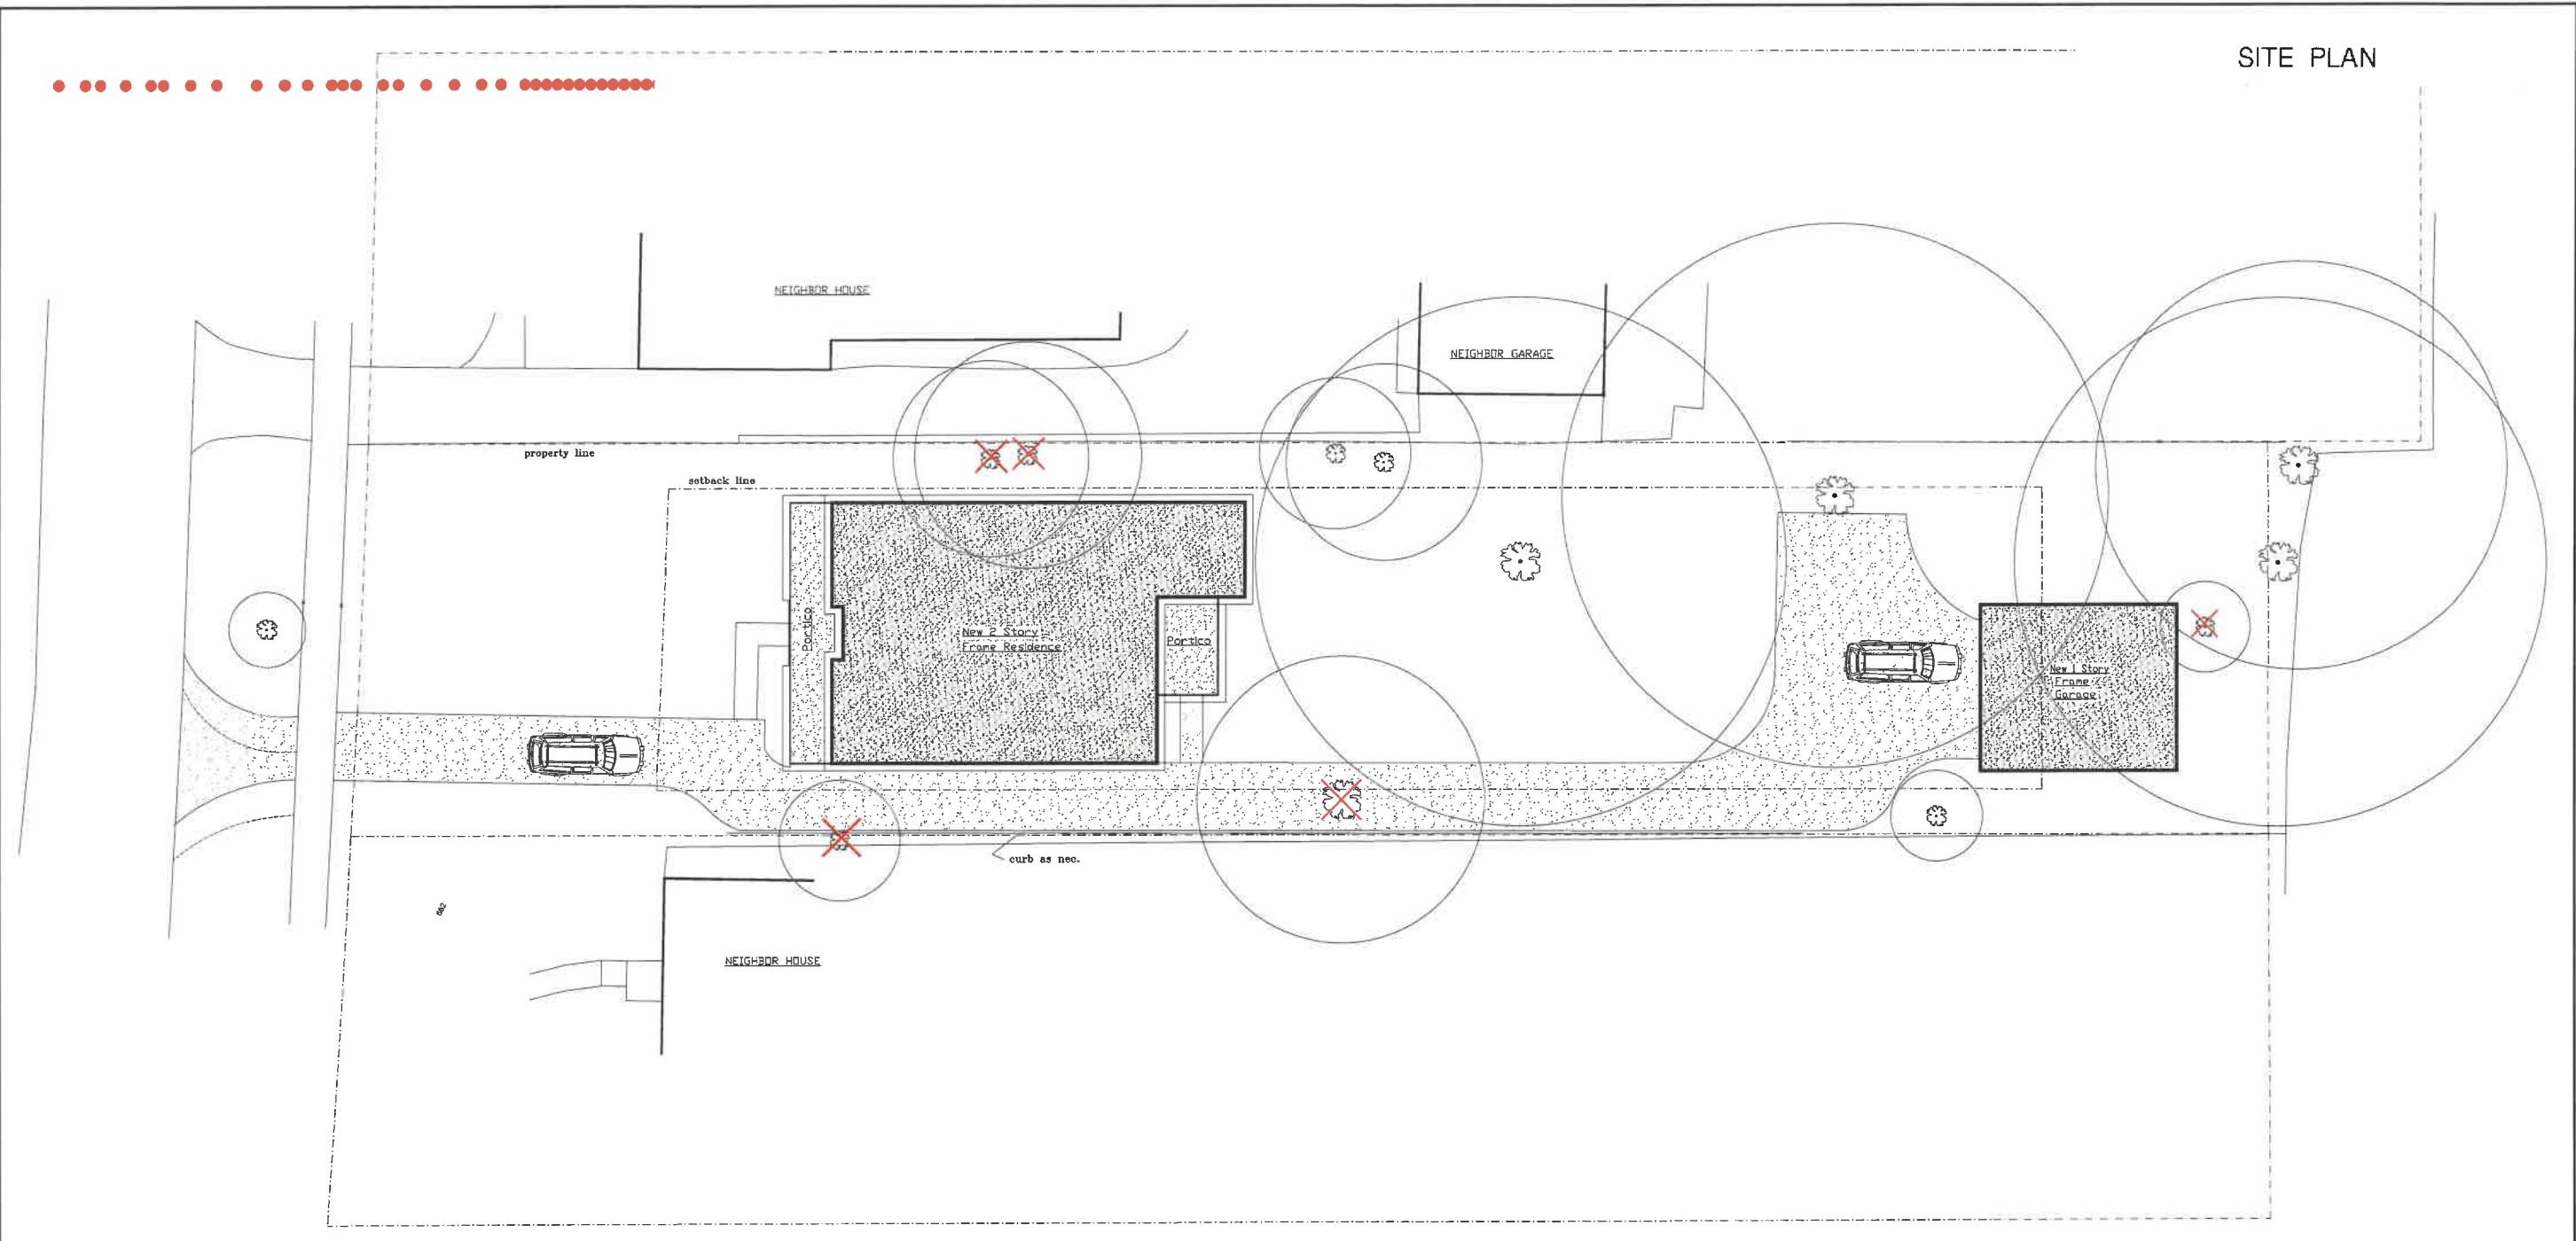 SITE PLAN
NEIGHBOR HOUSE
NEIGHBOR GARAGE
property line
setback line
Portico
New 2 Story
Frame Residence
Portico
New 1 Story
Frame
Garage
curb as nec.
NEIGHBOR HOUSE